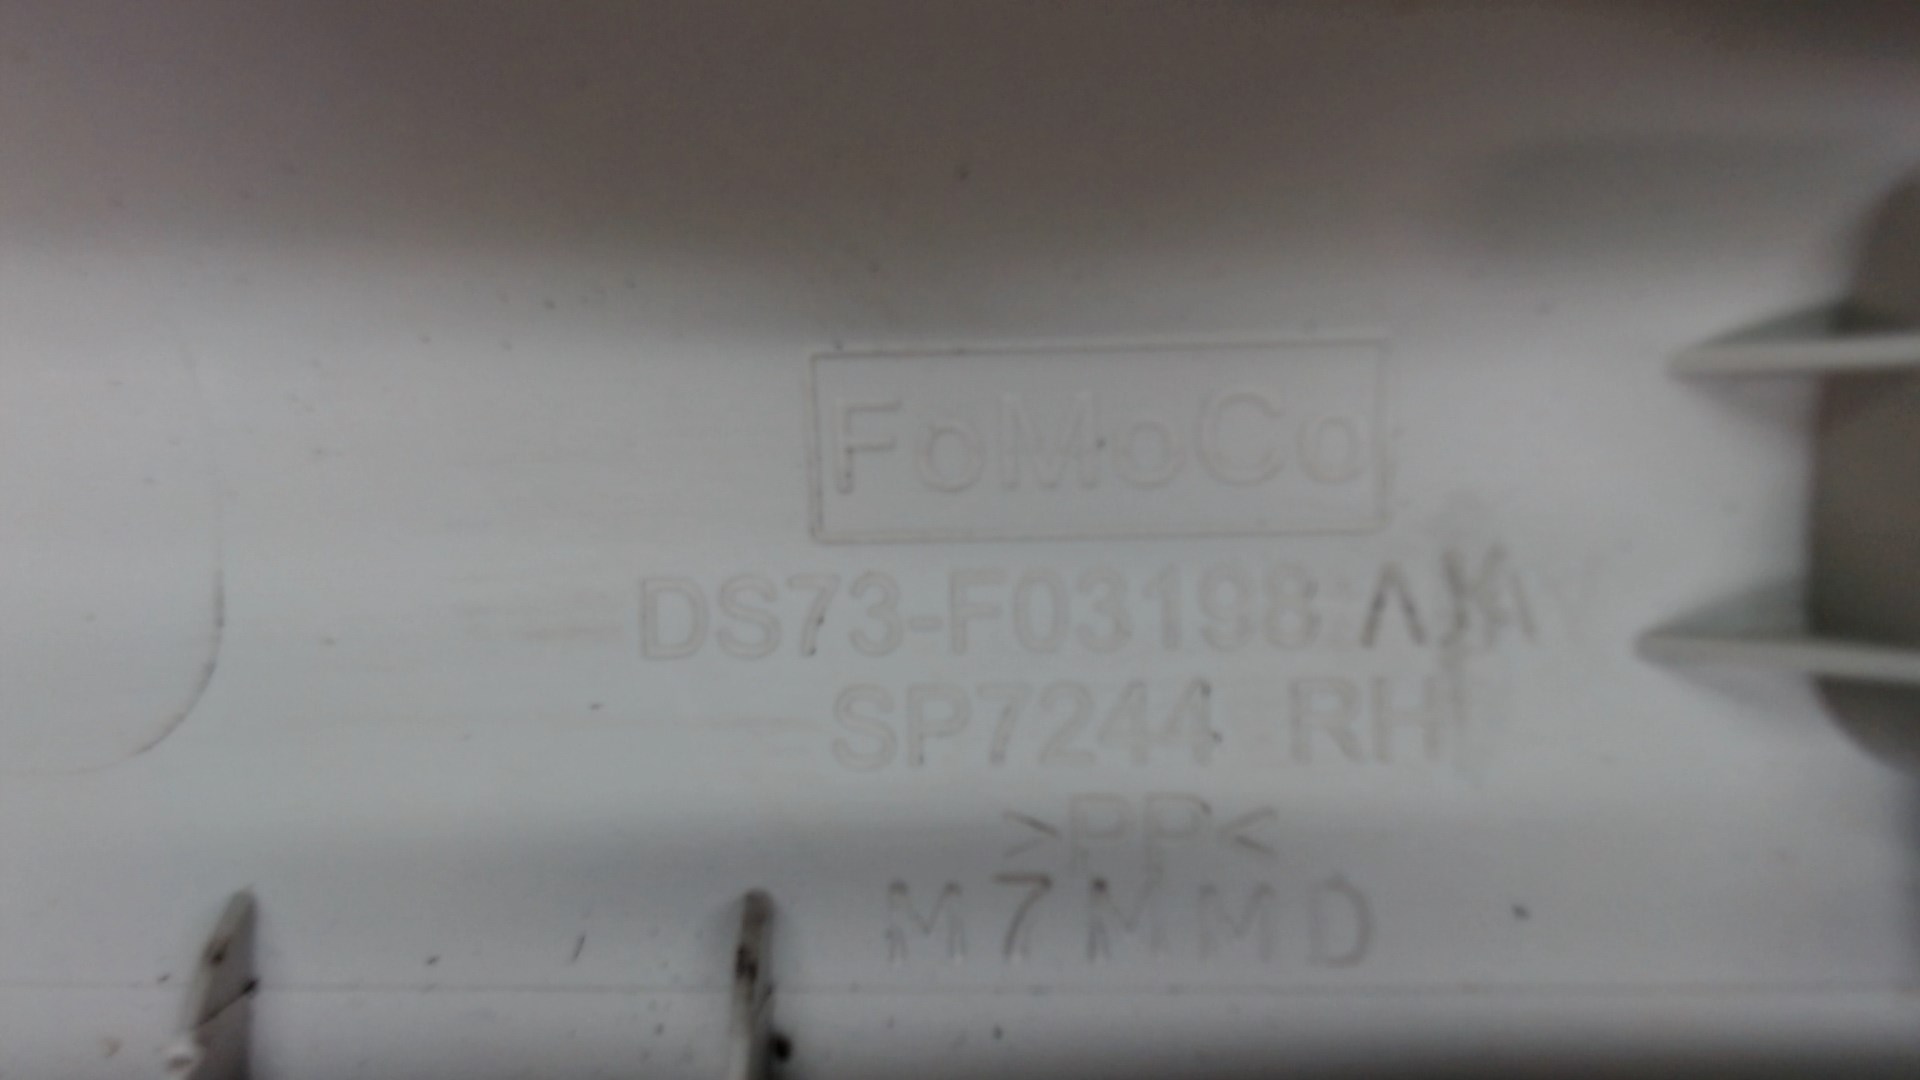 FoMoCo
DS73-F03198
SP7244 RH
>PP<
M7MMD